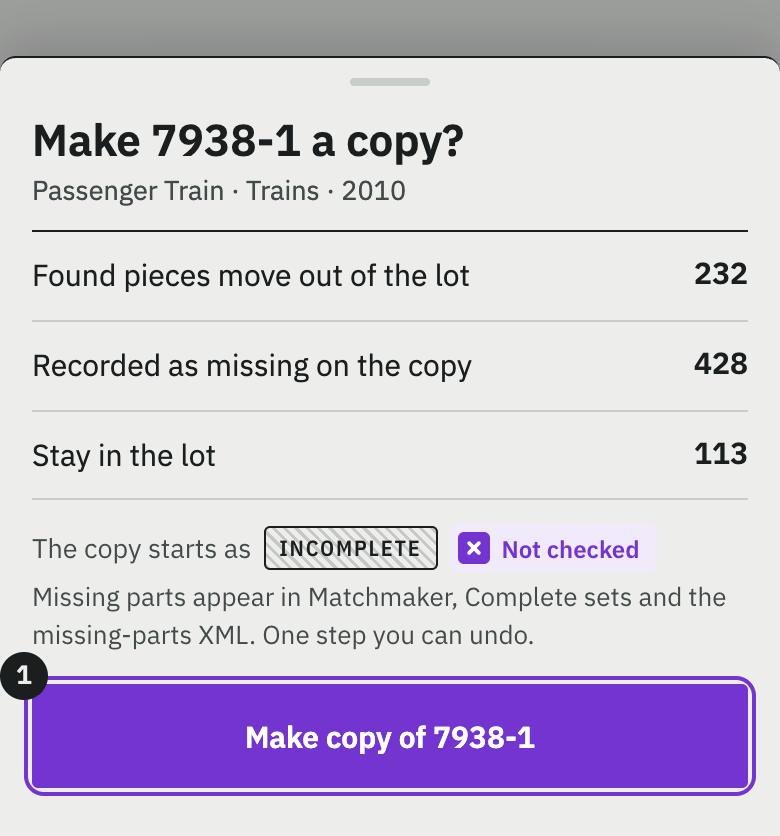 Make 7938-1 a copy?
Passenger Train · Trains · 2010
Found pieces move out of the lot 232
Recorded as missing on the copy 428
Stay in the lot 113
The copy starts as INCOMPLETE Not checked
Missing parts appear in Matchmaker, Complete sets and the
missing-parts XML. One step you can undo.
1
Make copy of 7938-1